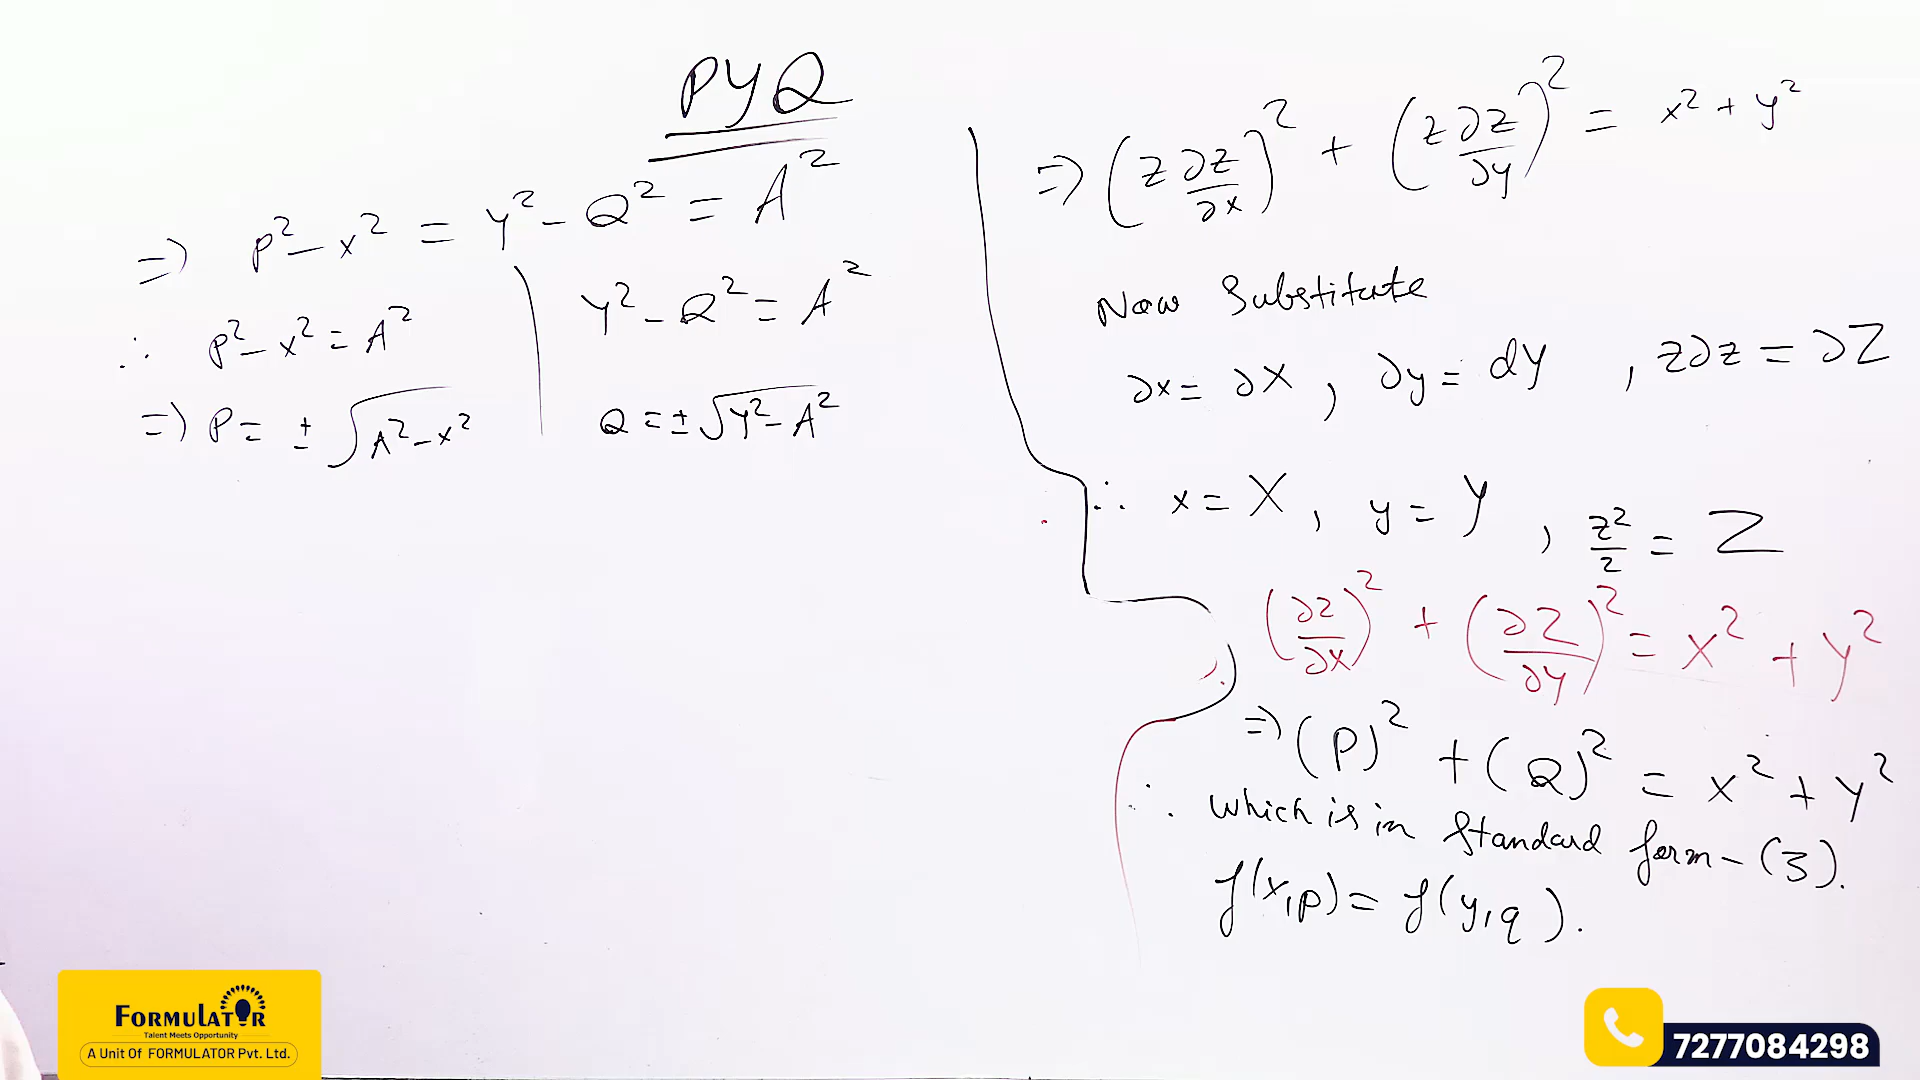 PYQ
⇒ P² - x² = Y² - Q² = A²
∴ P² - x² = A²
⇒ P = ± √A² - x²
Y² - Q² = A²
Q = ± √Y² - A²
⇒ (z ∂z/∂x)² + (z ∂z/∂y)² = x² + y²
Now Substitute
∂x = ∂X , ∂y = dY , z∂z = ∂Z
∴ x = X , y = Y , z²/2 = Z
∴ (∂Z/∂X)² + (∂Z/∂Y)² = X² + Y²
⇒ (P)² + (Q)² = X² + Y²
∴ which is in Standard form - (3).
f(x,p) = f(y,q).
FORMULATOR
Talent Meets Opportunity
A Unit Of FORMULATOR Pvt. Ltd.
7277084298